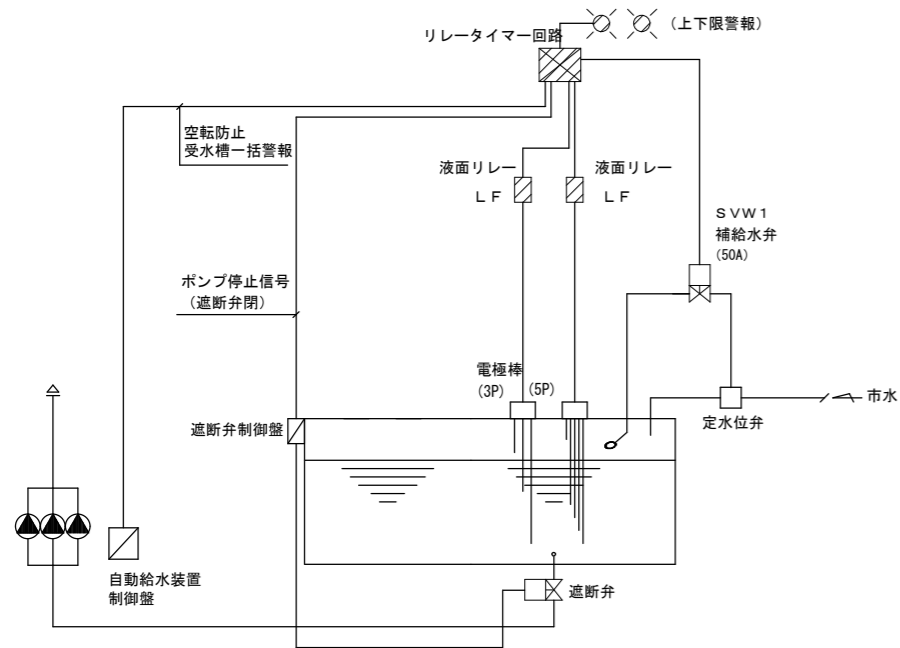 リレータイマー回路
(上下限警報)
空転防止
受水槽一括警報
液面リレー
ＬＦ
液面リレー
ＬＦ
ＳＶＷ１
補給水弁
(50A)
ポンプ停止信号
(遮断弁閉)
電極棒
(3P)
(5P)
市水
定水位弁
遮断弁制御盤
自動給水装置
制御盤
遮断弁